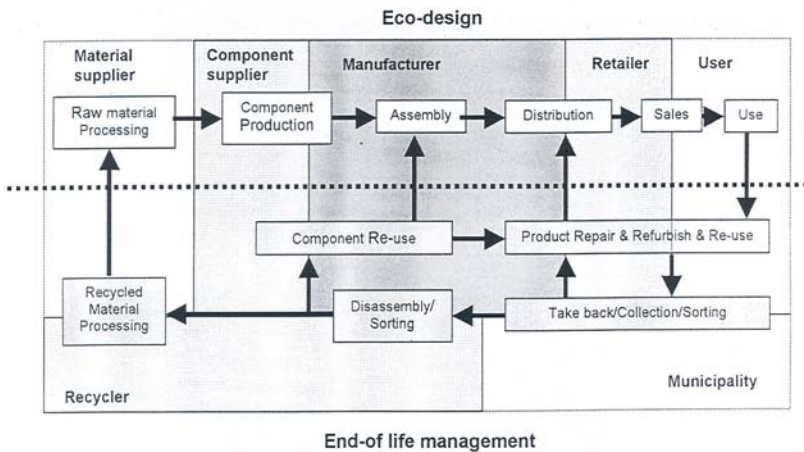 Eco-design
Material
supplier
Component
supplier
Manufacturer
Retailer
User
Raw material
Processing
Component
Production
Assembly
Distribution
Sales
Use
Component Re-use
Product Repair & Refurbish & Re-use
Recycled
Material
Processing
Disassembly/
Sorting
Take back/Collection/Sorting
Recycler
Municipality
End-of life management